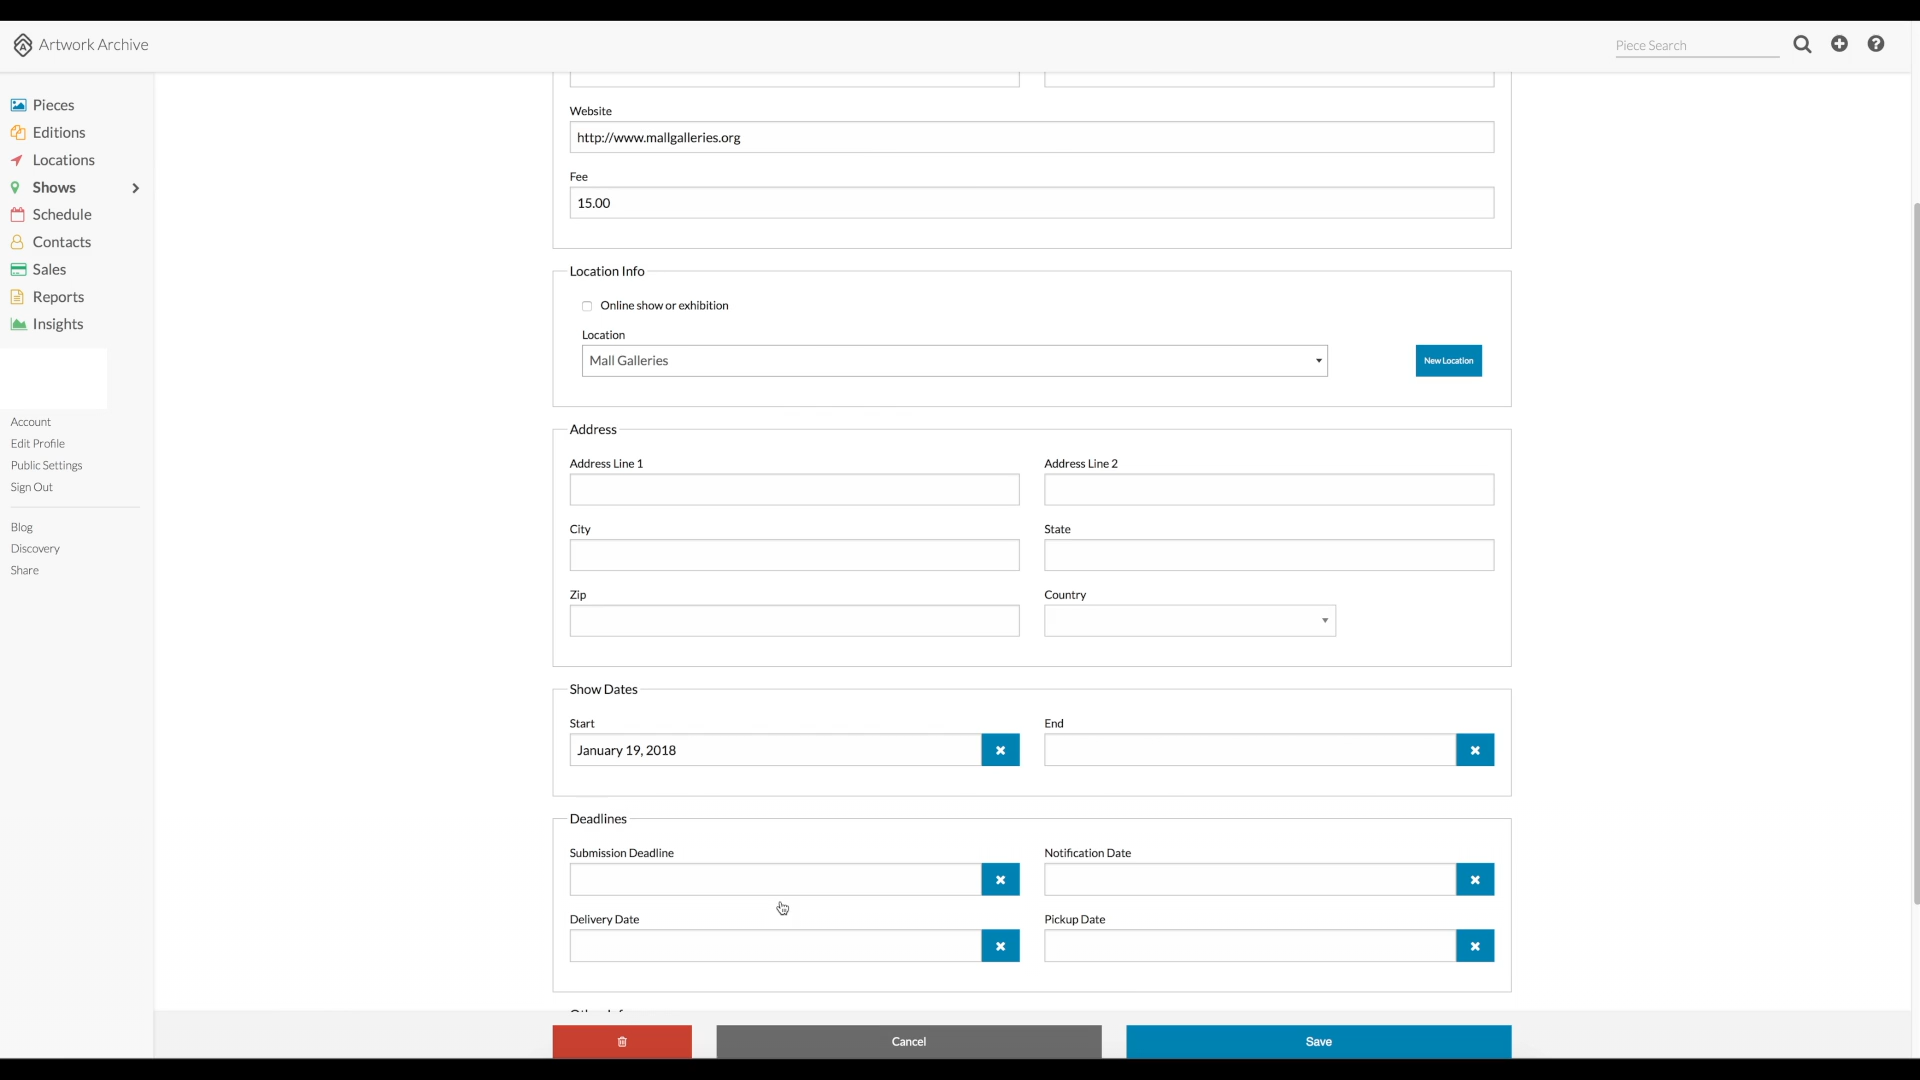 Artwork Archive
Piece Search
Pieces
Editions
Locations
Shows
Schedule
Contacts
Sales
Reports
Insights
Account
Edit Profile
Public Settings
Sign Out
Blog
Discovery
Share
Website
http://www.mallgalleries.org
Fee
15.00
Location Info
Online show or exhibition
Location
Mall Galleries
New Location
Address
Address Line 1
Address Line 2
City
State
Zip
Country
Show Dates
Start
End
January 19, 2018
Deadlines
Submission Deadline
Notification Date
Delivery Date
Pickup Date
Cancel
Save